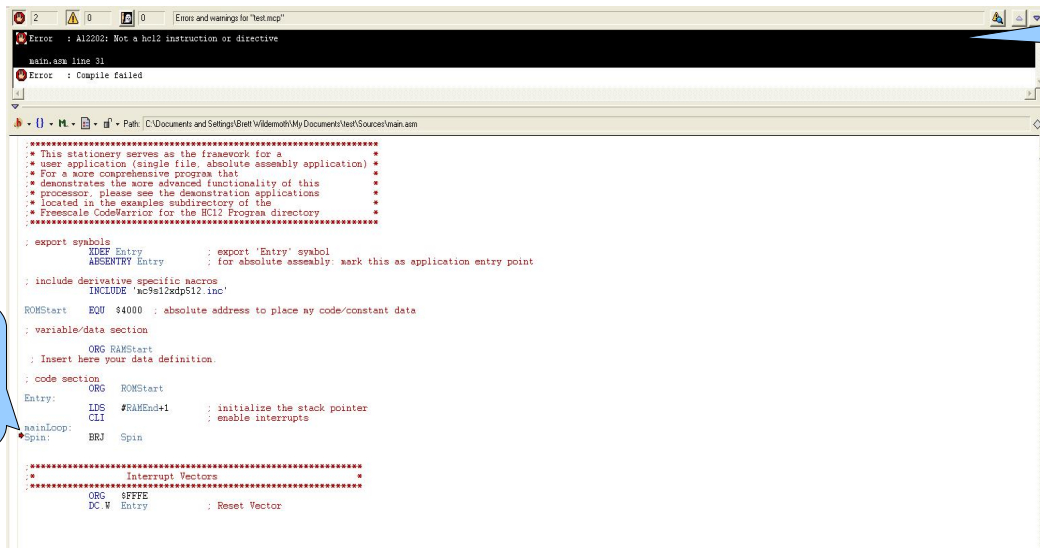 2 0 0 Errors and warnings for "test.mcp"
Error : A12202: Not a hc12 instruction or directive
main.asm line 31
Error : Compile failed
Path: C:\Documents and Settings\Brett Wildermoth\My Documents\test\Sources\main.asm
;*******************************************************************
;* This stationery serves as the framework for a *
;* user application (single file, absolute assembly application) *
;* For a more comprehensive program that *
;* demonstrates the more advanced functionality of this *
;* processor, please see the demonstration applications *
;* located in the examples subdirectory of the *
;* Freescale CodeWarrior for the HC12 Program directory *
;*******************************************************************
; export symbols
XDEF Entry ; export 'Entry' symbol
ABSENTRY Entry ; for absolute assembly: mark this as application entry point
; include derivative specific macros
INCLUDE 'mc9s12xdp512.inc'
ROMStart EQU $4000 ; absolute address to place my code/constant data
; variable/data section
ORG RAMStart
; Insert here your data definition.
; code section
ORG ROMStart
Entry:
LDS #RAMEnd+1 ; initialize the stack pointer
CLI ; enable interrupts
mainLoop:
Spin: BRJ Spin
;**************************************************************
;* Interrupt Vectors *
;**************************************************************
ORG $FFFE
DC.W Entry ; Reset Vector